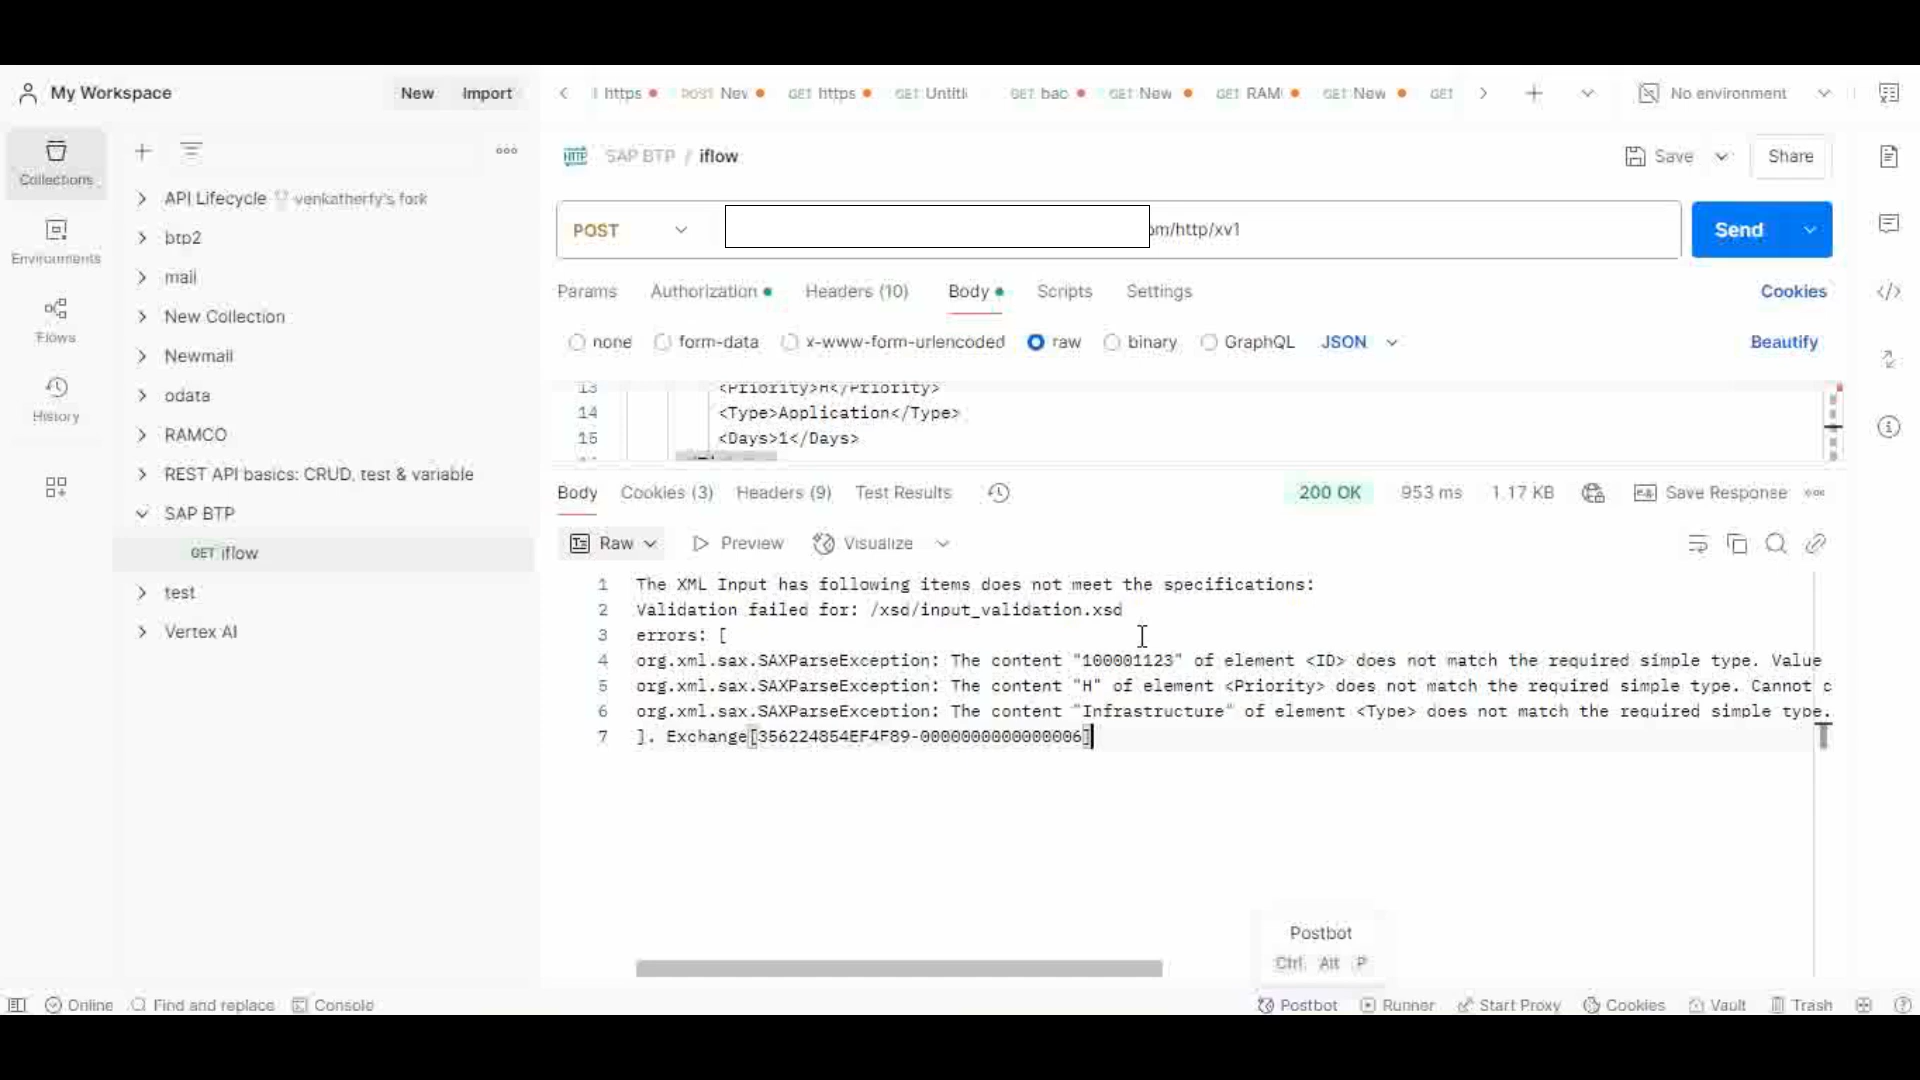 My Workspace
New
Import
https
POST Nev
GET https
GET Untitle
GET bac
GET New
GET RAM
GET New
GET
No environment
Collections
Environments
Flows
History
API Lifecycle venkatherfy's fork
btp2
mail
New Collection
Newmail
odata
RAMCO
REST API basics: CRUD, test & variable
SAP BTP
GET iflow
test
Vertex AI
HTTP SAP BTP / iflow
Save
Share
POST
om/http/xv1
Send
Params
Authorization
Headers (10)
Body
Scripts
Settings
Cookies
none
form-data
x-www-form-urlencoded
raw
binary
GraphQL
JSON
Beautify
13 <Priority>H</Priority>
14 <Type>Application</Type>
15 <Days>1</Days>
Body
Cookies (3)
Headers (9)
Test Results
200 OK
953 ms
1.17 KB
Save Response
Raw
Preview
Visualize
1 The XML Input has following items does not meet the specifications:
2 Validation failed for: /xsd/input_validation.xsd
3 errors: [
4 org.xml.sax.SAXParseException: The content "100001123" of element <ID> does not match the required simple type. Value
5 org.xml.sax.SAXParseException: The content "H" of element <Priority> does not match the required simple type. Cannot c
6 org.xml.sax.SAXParseException: The content "Infrastructure" of element <Type> does not match the required simple type.
7 ]. Exchange[356224854EF4F89-0000000000000006]
Postbot
Ctrl Alt P
Online
Find and replace
Console
Postbot
Runner
Start Proxy
Cookies
Vault
Trash